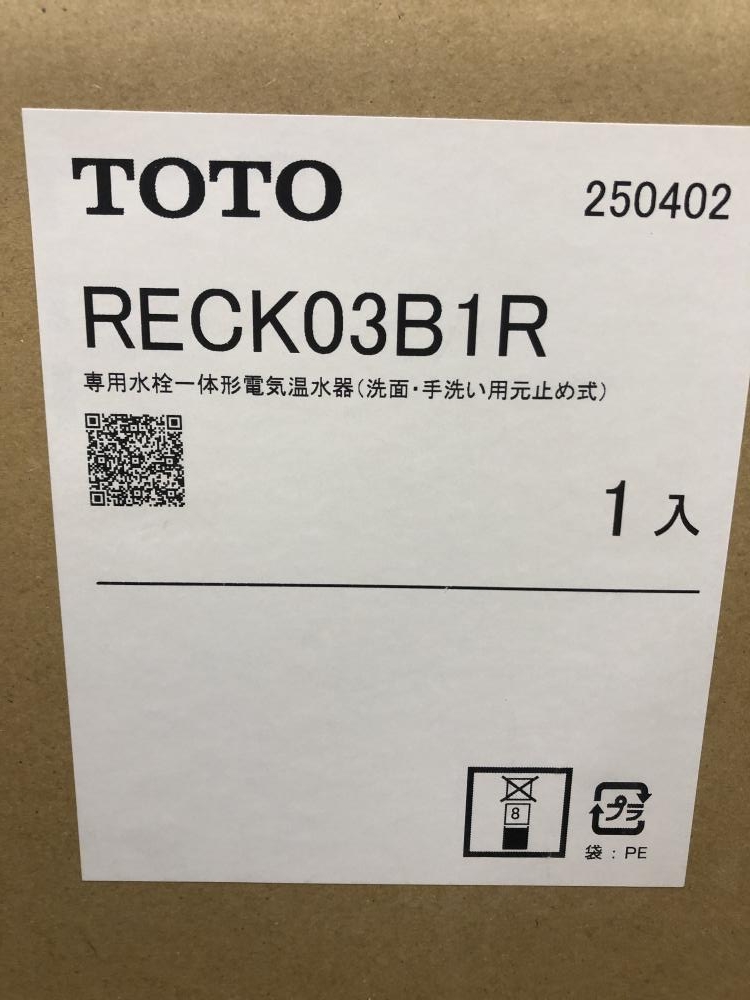 TOTO
250402
RECK03B1R
専用水栓一体形電気温水器(洗面・手洗い用元止め式)
1入
8
プラ
袋:PE